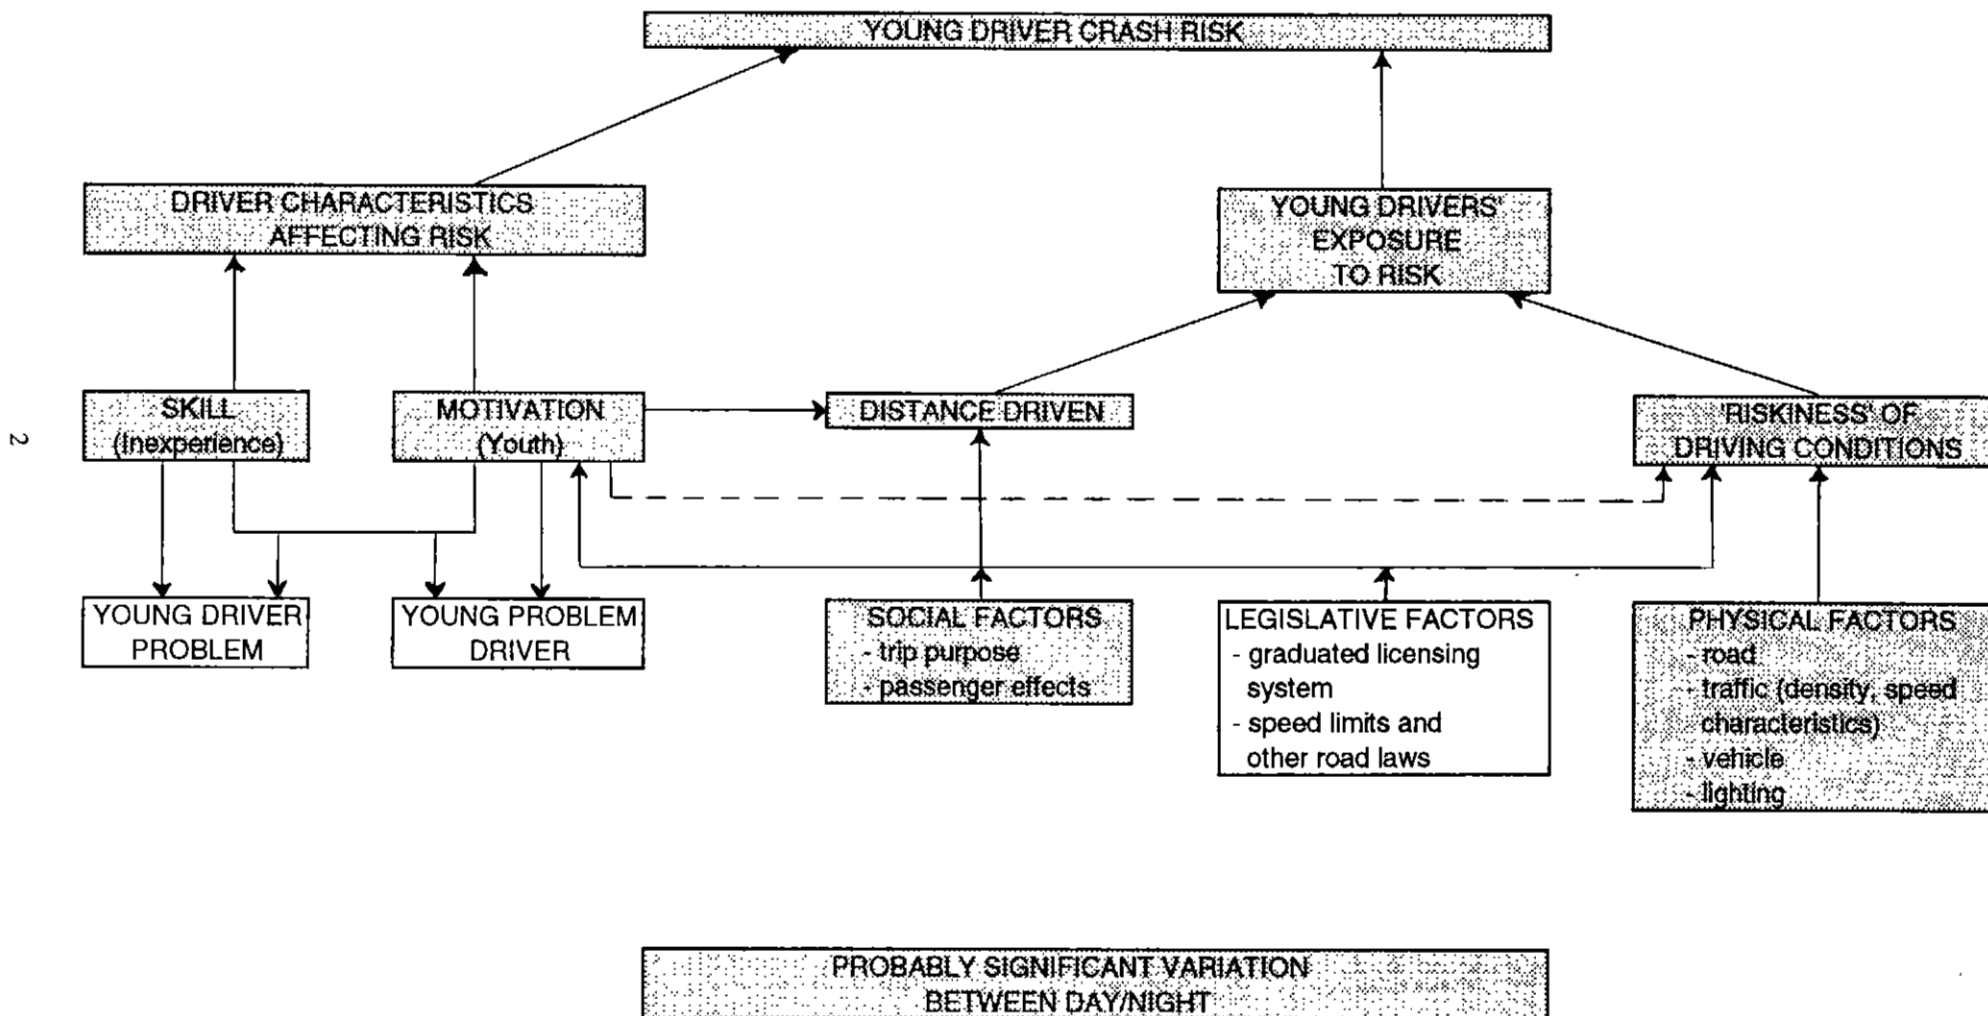 YOUNG DRIVER CRASH RISK
DRIVER CHARACTERISTICS
AFFECTING RISK
YOUNG DRIVERS'
EXPOSURE
TO RISK
SKILL
(Inexperience)
MOTIVATION
(Youth)
DISTANCE DRIVEN
'RISKINESS' OF
DRIVING CONDITIONS
2
YOUNG DRIVER
PROBLEM
YOUNG PROBLEM
DRIVER
SOCIAL FACTORS
- trip purpose
- passenger effects
LEGISLATIVE FACTORS
- graduated licensing
system
- speed limits and
other road laws
PHYSICAL FACTORS
- road
- traffic (density, speed
characteristics)
- vehicle
- lighting
PROBABLY SIGNIFICANT VARIATION
BETWEEN DAY/NIGHT